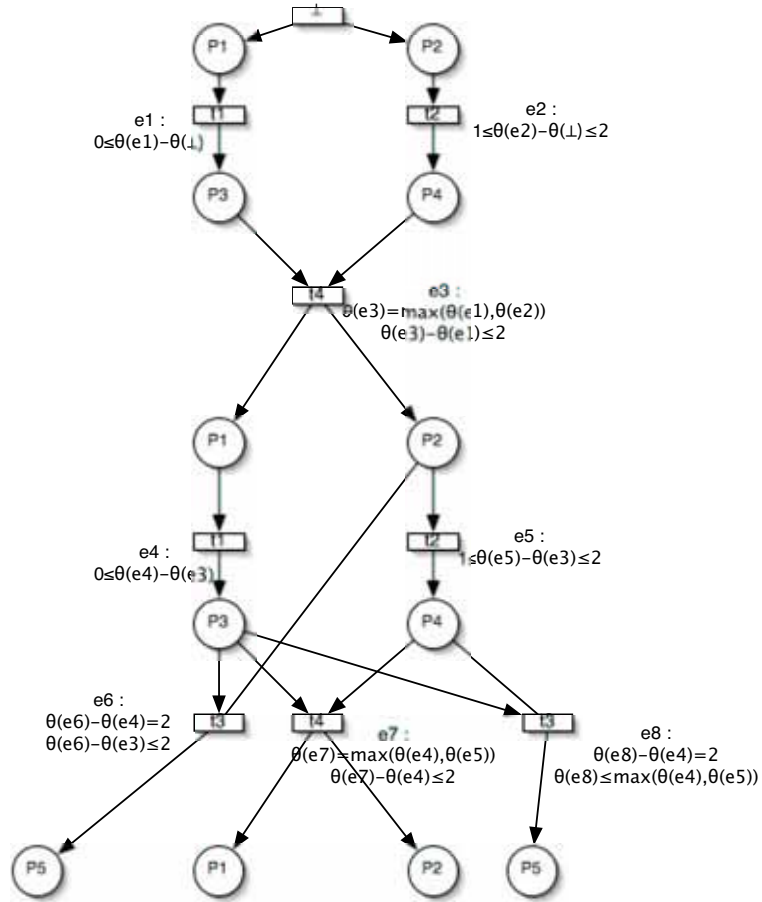 ⊥
P1
P2
e1 :
0≤θ(e1)−θ(⊥)
t1
t2
e2 :
1≤θ(e2)−θ(⊥)≤2
P3
P4
t4
e3 :
θ(e3)=max(θ(e1),θ(e2))
θ(e3)−θ(e1)≤2
P1
P2
e4 :
0≤θ(e4)−θ(e3)
t1
t2
e5 :
1≤θ(e5)−θ(e3)≤2
P3
P4
e6 :
θ(e6)−θ(e4)=2
θ(e6)−θ(e3)≤2
t3
t4
e7 :
θ(e7)=max(θ(e4),θ(e5))
θ(e7)−θ(e4)≤2
t3
e8 :
θ(e8)−θ(e4)=2
θ(e8)≤max(θ(e4),θ(e5))
P5
P1
P2
P5